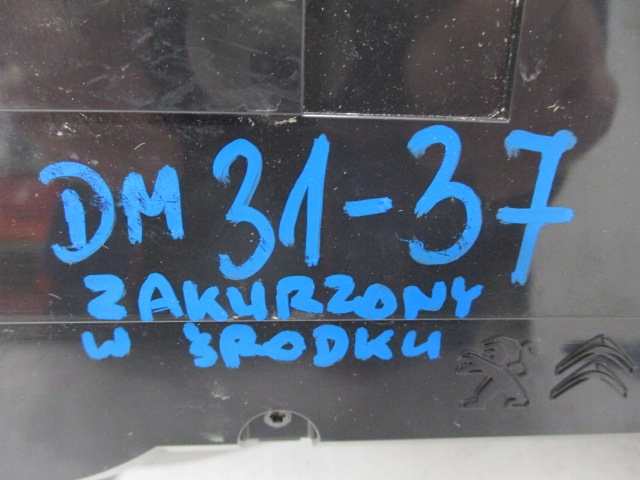 DM 31-37
ZAKURZONY
W ŚRODKU